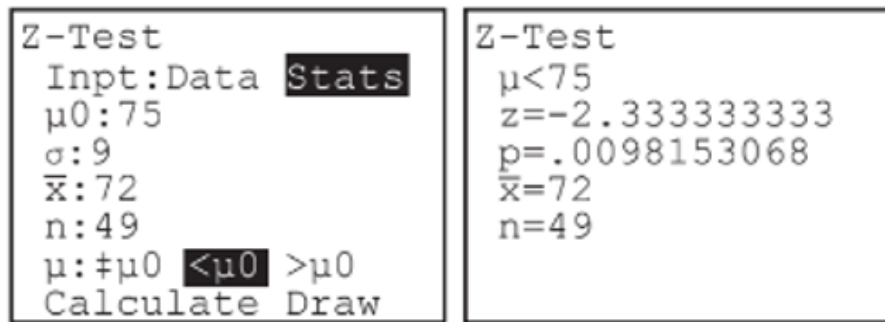 Z-Test
Inpt:Data Stats
μ0:75
σ:9
x̅:72
n:49
μ:‡μ0 <μ0 >μ0
Calculate Draw
Z-Test
μ<75
z=-2.333333333
p=.0098153068
x̅=72
n=49